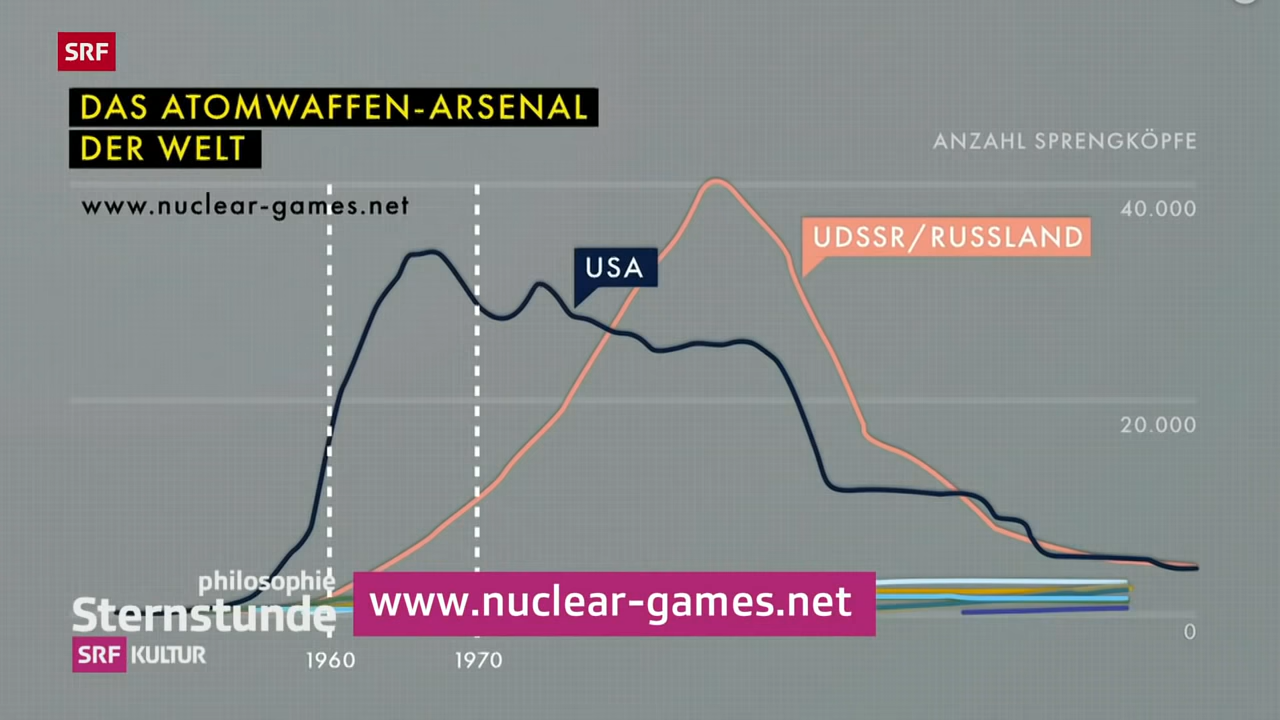 SRF
DAS ATOMWAFFEN-ARSENAL
DER WELT
www.nuclear-games.net
ANZAHL SPRENGKÖPFE
40.000
UDSSR/RUSSLAND
USA
20.000
philosophie
Sternstunde
SRF KULTUR
www.nuclear-games.net
0
1960
1970